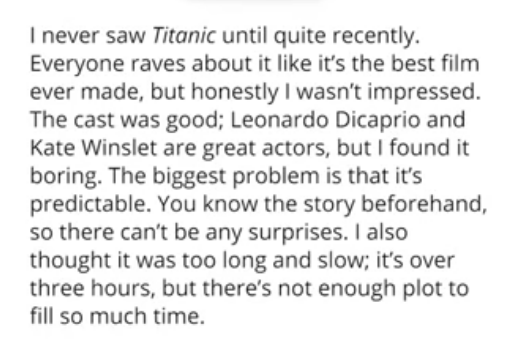 I never saw Titanic until quite recently.
Everyone raves about it like it's the best film
ever made, but honestly I wasn't impressed.
The cast was good; Leonardo Dicaprio and
Kate Winslet are great actors, but I found it
boring. The biggest problem is that it's
predictable. You know the story beforehand,
so there can't be any surprises. I also
thought it was too long and slow; it's over
three hours, but there's not enough plot to
fill so much time.